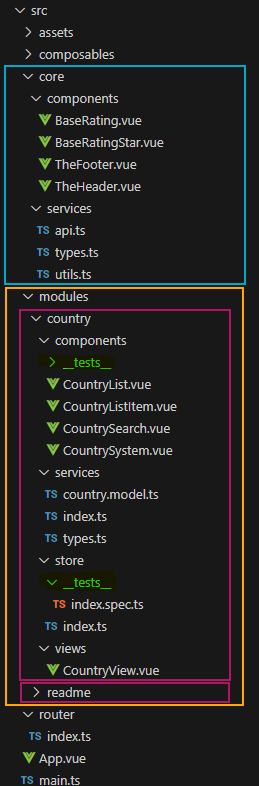 src
assets
composables
core
components
BaseRating.vue
BaseRatingStar.vue
TheFooter.vue
TheHeader.vue
services
TS api.ts
TS types.ts
TS utils.ts
modules
country
components
__tests__
CountryList.vue
CountryListItem.vue
CountrySearch.vue
CountrySystem.vue
services
TS country.model.ts
TS index.ts
TS types.ts
store
__tests__
TS index.spec.ts
TS index.ts
views
CountryView.vue
readme
router
TS index.ts
App.vue
TS main.ts